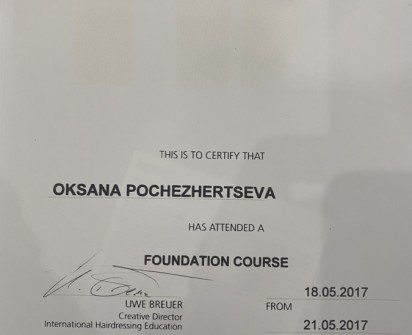 THIS IS TO CERTIFY THAT
OKSANA POCHEZHERTSEVA
HAS ATTENDED A
FOUNDATION COURSE
UWE BREUER
Creative Director
International Hairdressing Education
18.05.2017
FROM
21.05.2017